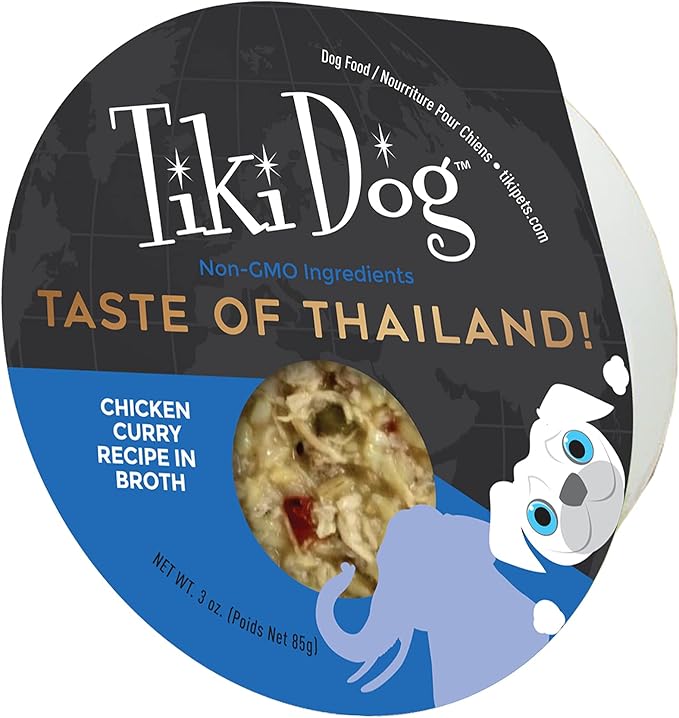 Dog Food / Nourriture Pour Chiens • tikipets.com
Tiki Dog™
Non-GMO Ingredients
TASTE OF THAILAND!
CHICKEN
CURRY
RECIPE IN
BROTH
NET WT. 3 oz. (Poids Net 85g)